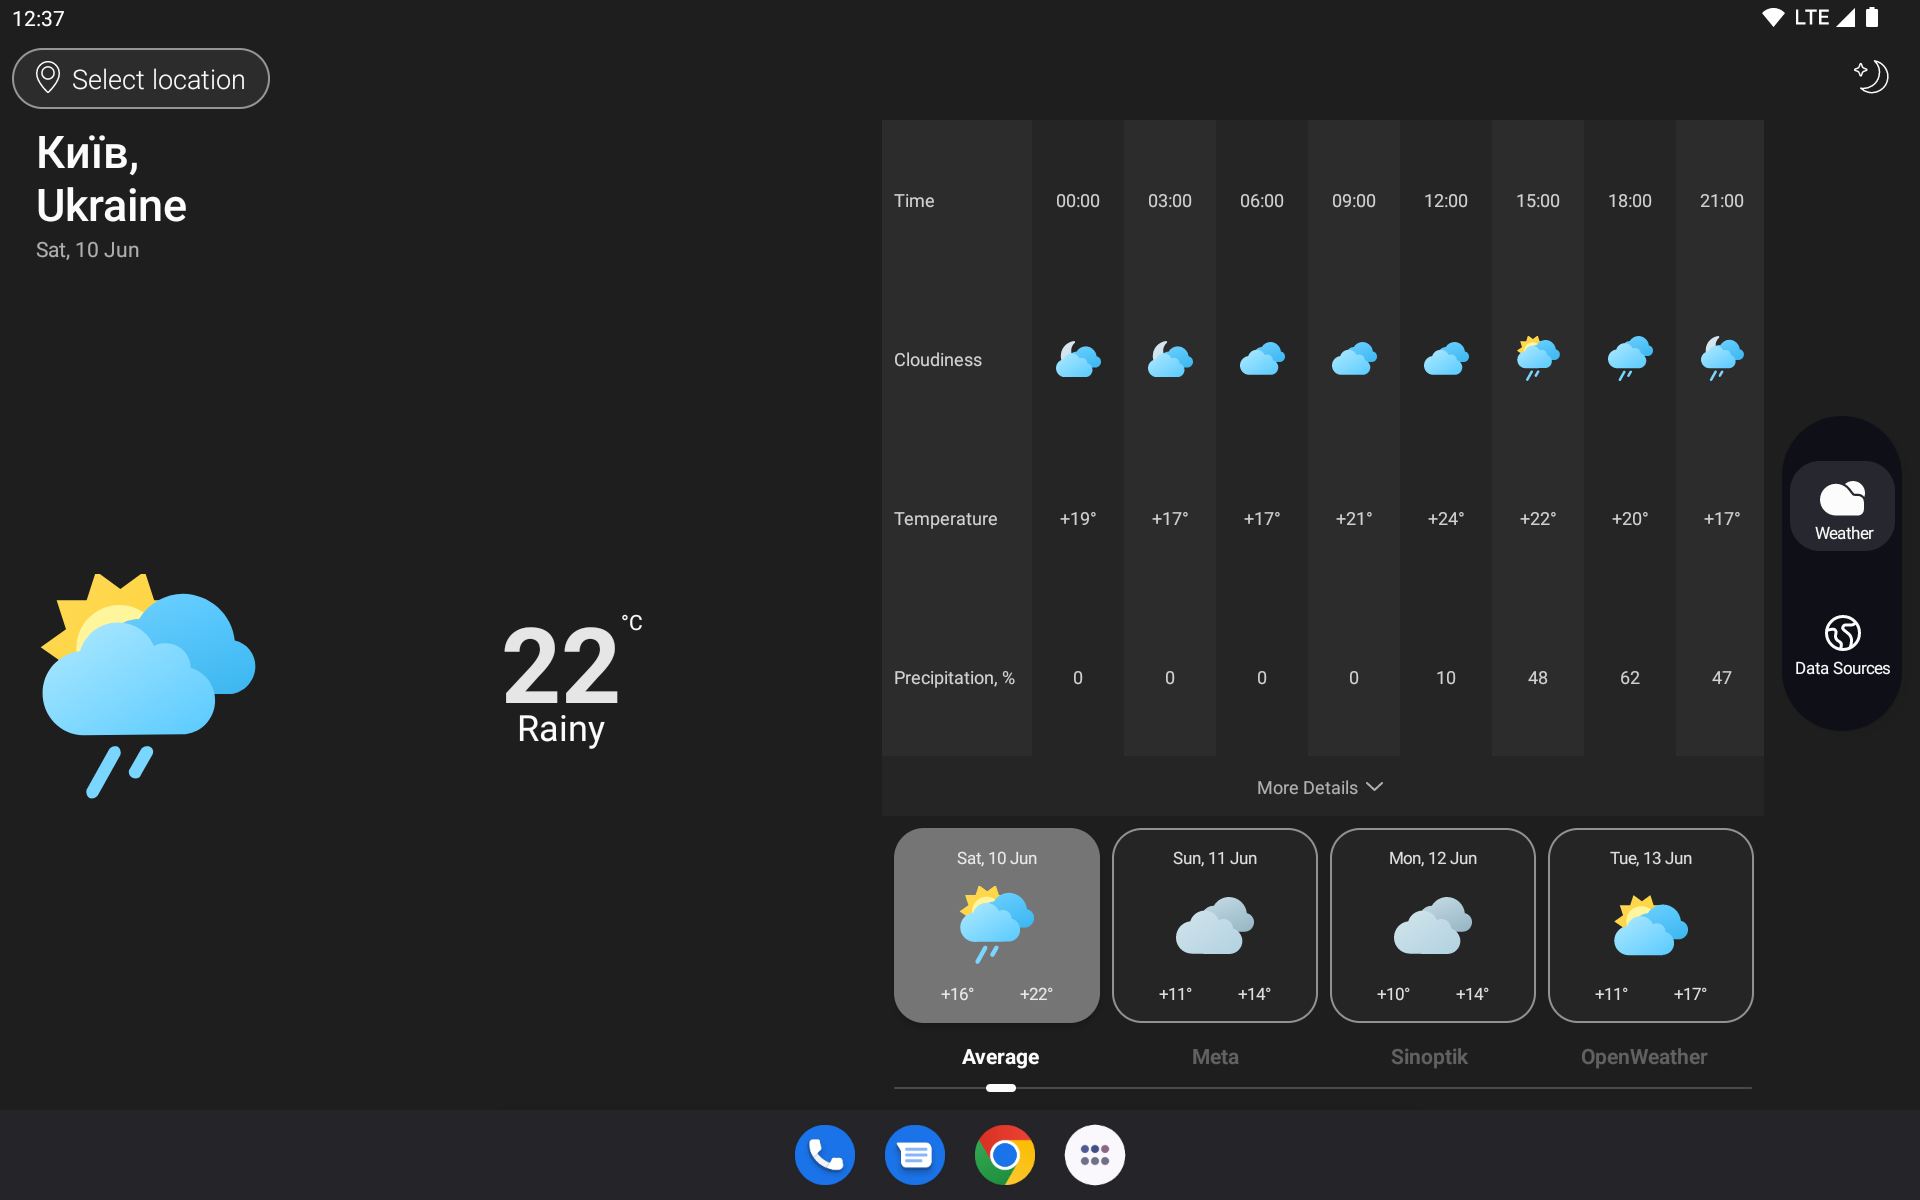 12:37
LTE
Select location
Київ,
Ukraine
Sat, 10 Jun
Time 00:00 03:00 06:00 09:00 12:00 15:00 18:00 21:00
Cloudiness
Temperature +19° +17° +17° +21° +24° +22° +20° +17°
Precipitation, % 0 0 0 0 10 48 62 47
More Details
22 °C
Rainy
Weather
Data Sources
Sat, 10 Jun Sun, 11 Jun Mon, 12 Jun Tue, 13 Jun
+16° +22° +11° +14° +10° +14° +11° +17°
Average Meta Sinoptik OpenWeather